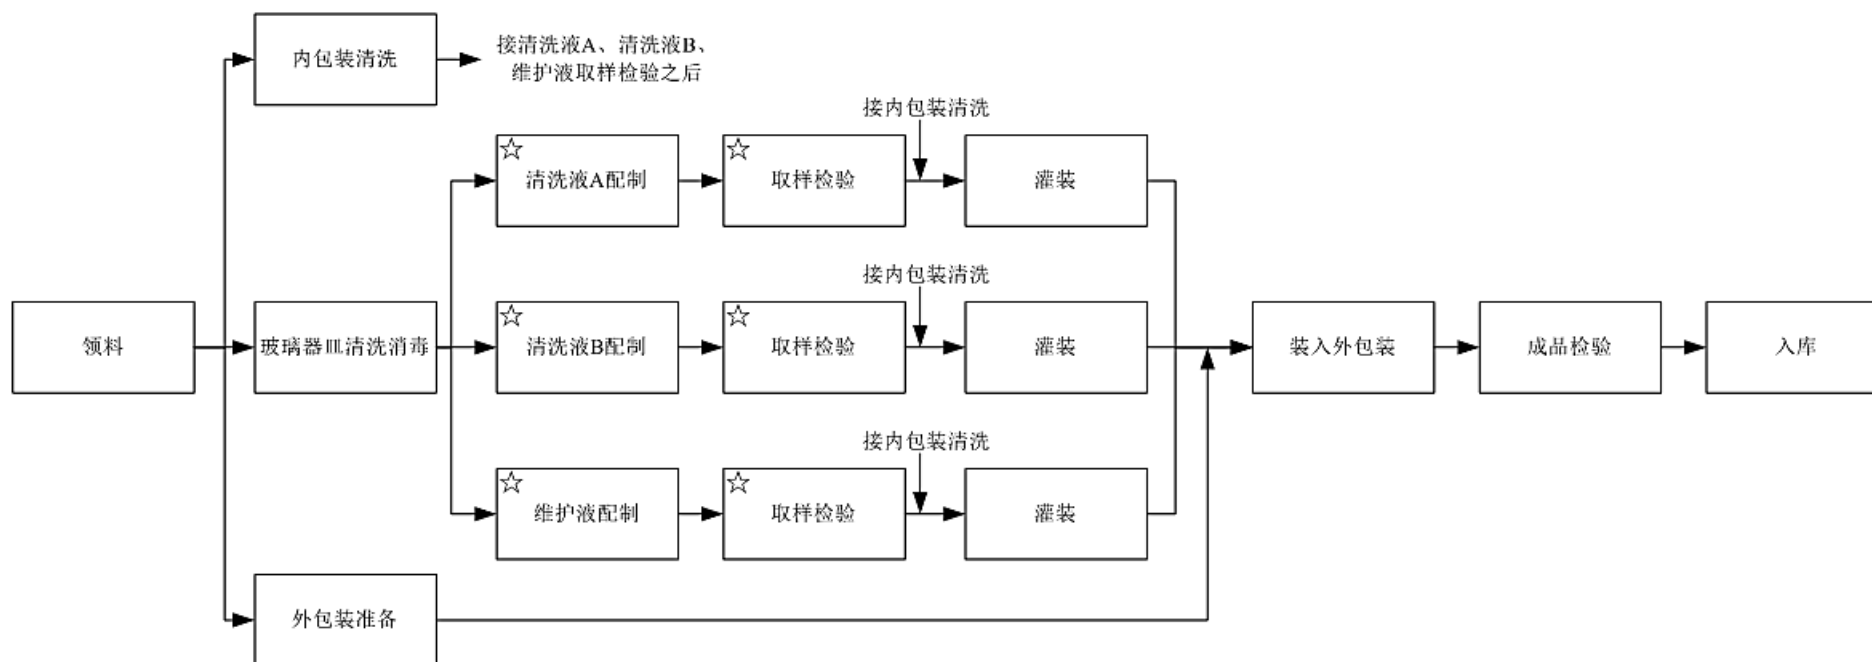 内包装清洗
接清洗液A、清洗液B、
维护液取样检验之后
接内包装清洗
清洗液A配制
取样检验
灌装
接内包装清洗
领料
玻璃器皿清洗消毒
清洗液B配制
取样检验
灌装
装入外包装
成品检验
入库
接内包装清洗
维护液配制
取样检验
灌装
外包装准备